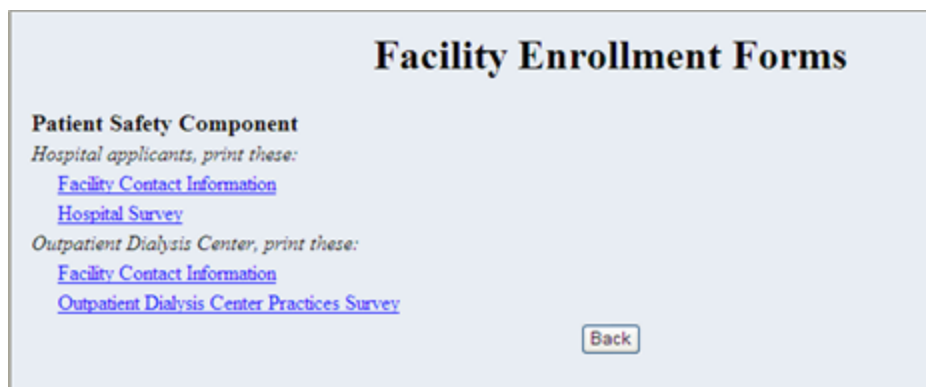 Facility Enrollment Forms
Patient Safety Component
Hospital applicants, print these:
Facility Contact Information
Hospital Survey
Outpatient Dialysis Center, print these:
Facility Contact Information
Outpatient Dialysis Center Practices Survey
Back